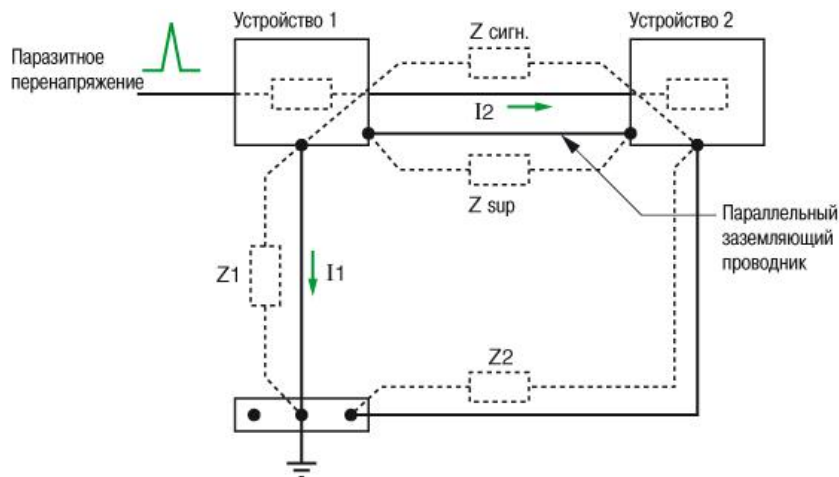 Устройство 1
Устройство 2
Z сигн.
Паразитное
перенапряжение
I2
Z sup
Параллельный
заземляющий
проводник
Z1
I1
Z2